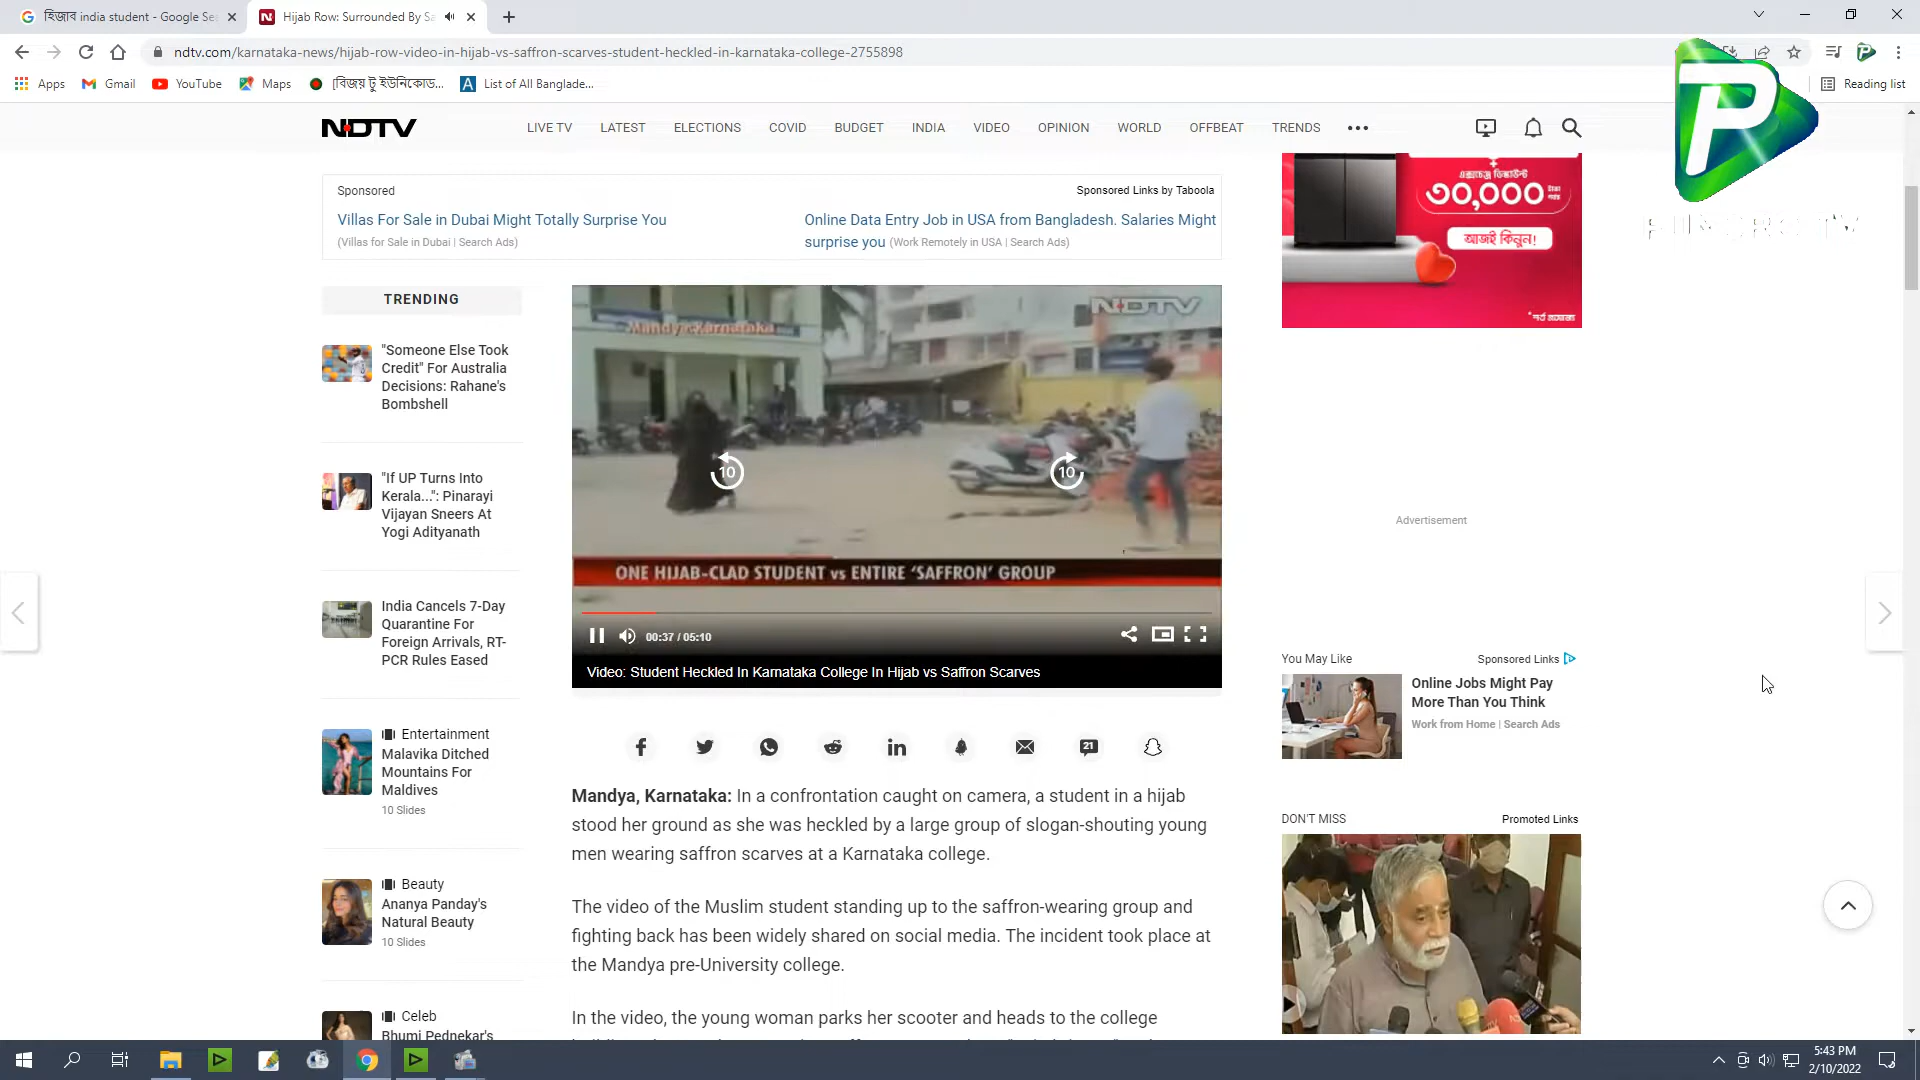 হিজাব india student - Google Se
Hijab Row: Surrounded By Sa
ndtv.com/karnataka-news/hijab-row-video-in-hijab-vs-saffron-scarves-student-heckled-in-karnataka-college-2755898
Apps
Gmail
YouTube
Maps
[বিজয় টু ইউনিকোড...
List of All Banglade...
Reading list
NDTV
LIVE TV
LATEST
ELECTIONS
COVID
BUDGET
INDIA
VIDEO
OPINION
WORLD
OFFBEAT
TRENDS
Sponsored
Sponsored Links by Taboola
Villas For Sale in Dubai Might Totally Surprise You
(Villas for Sale in Dubai | Search Ads)
Online Data Entry Job in USA from Bangladesh. Salaries Might
surprise you (Work Remotely in USA | Search Ads)
৩০,০০০ টাকা
আজই কিনুন!
*শর্ত প্রযোজ্য
TRENDING
"Someone Else Took
Credit" For Australia
Decisions: Rahane's
Bombshell
"If UP Turns Into
Kerala...": Pinarayi
Vijayan Sneers At
Yogi Adityanath
India Cancels 7-Day
Quarantine For
Foreign Arrivals, RT-
PCR Rules Eased
Entertainment
Malavika Ditched
Mountains For
Maldives
10 Slides
Beauty
Ananya Panday's
Natural Beauty
10 Slides
Celeb
Bhumi Pednekar's
NDTV
Mandya, Karnataka
10
10
ONE HIJAB-CLAD STUDENT vs ENTIRE 'SAFFRON' GROUP
00:37 / 05:10
Video: Student Heckled In Karnataka College In Hijab vs Saffron Scarves
21
Mandya, Karnataka: In a confrontation caught on camera, a student in a hijab
stood her ground as she was heckled by a large group of slogan-shouting young
men wearing saffron scarves at a Karnataka college.
The video of the Muslim student standing up to the saffron-wearing group and
fighting back has been widely shared on social media. The incident took place at
the Mandya pre-University college.
In the video, the young woman parks her scooter and heads to the college
Advertisement
You May Like
Sponsored Links
Online Jobs Might Pay
More Than You Think
Work from Home | Search Ads
DON'T MISS
Promoted Links
5:43 PM
2/10/2022